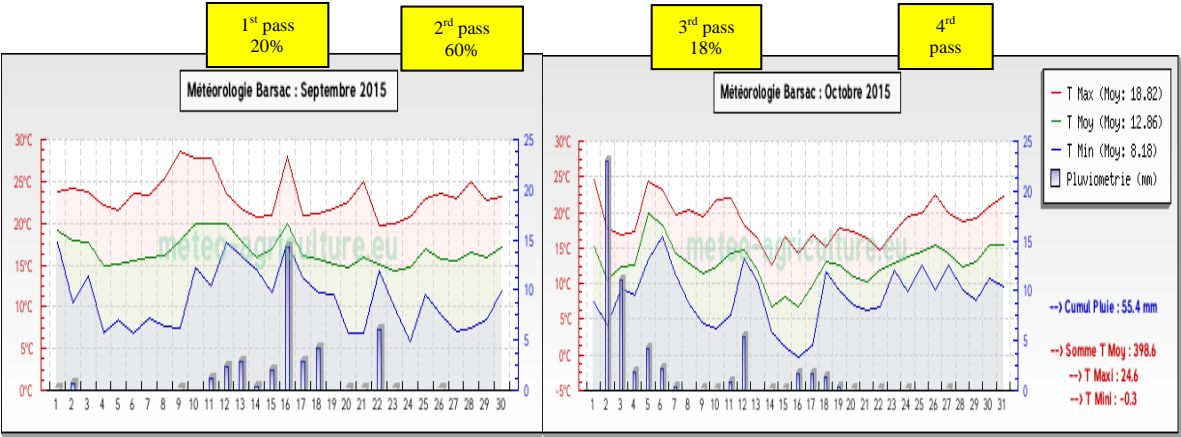 1st pass
20%
2rd pass
60%
3rd pass
18%
4rd
pass
Météorologie Barsac : Septembre 2015
Météorologie Barsac : Octobre 2015
T Max (Moy: 18.82)
T Moy (Moy: 12.86)
T Min (Moy: 8.18)
Pluviometrie (mm)
30°C
25°C
20°C
15°C
10°C
5°C
0°C
25
20
15
10
5
0
meteo-agriculture.eu
1 2 3 4 5 6 7 8 9 10 11 12 13 14 15 16 17 18 19 20 21 22 23 24 25 26 27 28 29 30
30°C
25°C
20°C
15°C
10°C
5°C
0°C
-5°C
25
20
15
10
5
0
meteo-agriculture.eu
1 2 3 4 5 6 7 8 9 10 11 12 13 14 15 16 17 18 19 20 21 22 23 24 25 26 27 28 29 30 31
--> Cumul Pluie : 55.4 mm
--> Somme T Moy : 398.6
--> T Maxi : 24.6
--> T Mini : -0.3